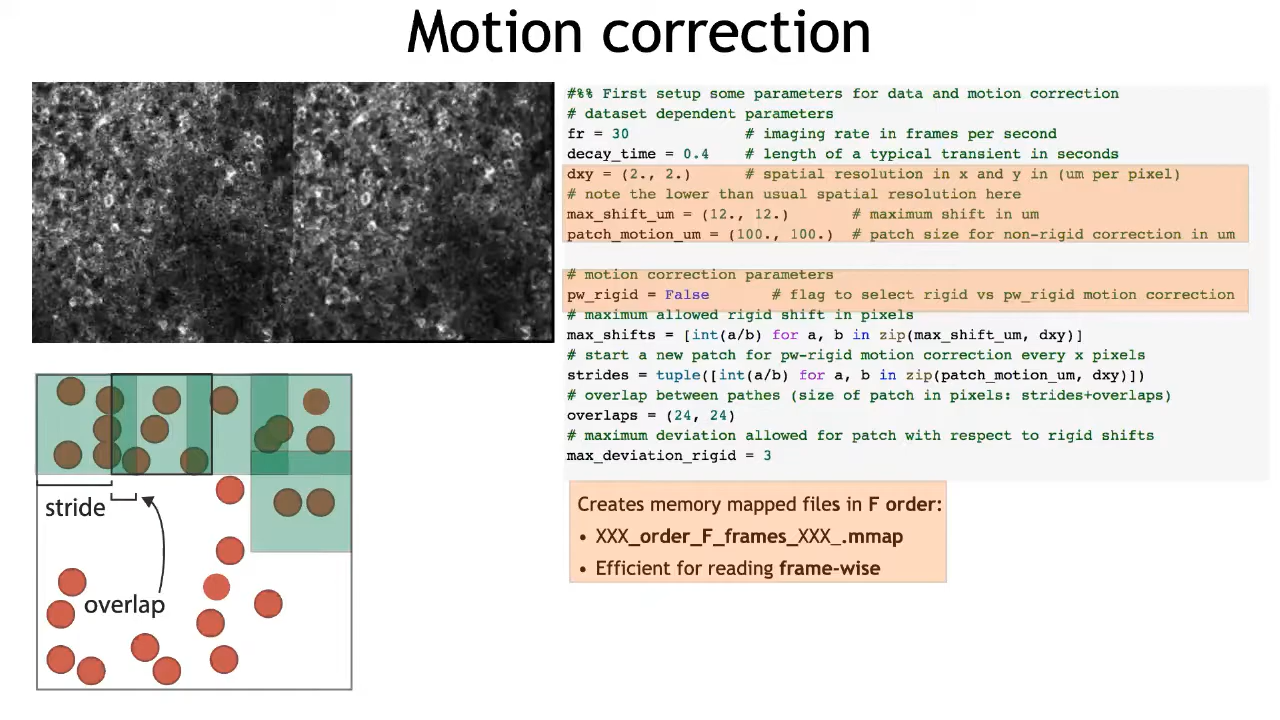 Motion correction
#%% First setup some parameters for data and motion correction
# dataset dependent parameters
fr = 30 # imaging rate in frames per second
decay_time = 0.4 # length of a typical transient in seconds
dxy = (2., 2.) # spatial resolution in x and y in (um per pixel)
# note the lower than usual spatial resolution here
max_shift_um = (12., 12.) # maximum shift in um
patch_motion_um = (100., 100.) # patch size for non-rigid correction in um
# motion correction parameters
pw_rigid = False # flag to select rigid vs pw_rigid motion correction
# maximum allowed rigid shift in pixels
max_shifts = [int(a/b) for a, b in zip(max_shift_um, dxy)]
# start a new patch for pw-rigid motion correction every x pixels
strides = tuple([int(a/b) for a, b in zip(patch_motion_um, dxy)])
# overlap between pathes (size of patch in pixels: strides+overlaps)
overlaps = (24, 24)
# maximum deviation allowed for patch with respect to rigid shifts
max_deviation_rigid = 3
Creates memory mapped files in F order:
• XXX_order_F_frames_XXX_.mmap
• Efficient for reading frame-wise
stride
overlap